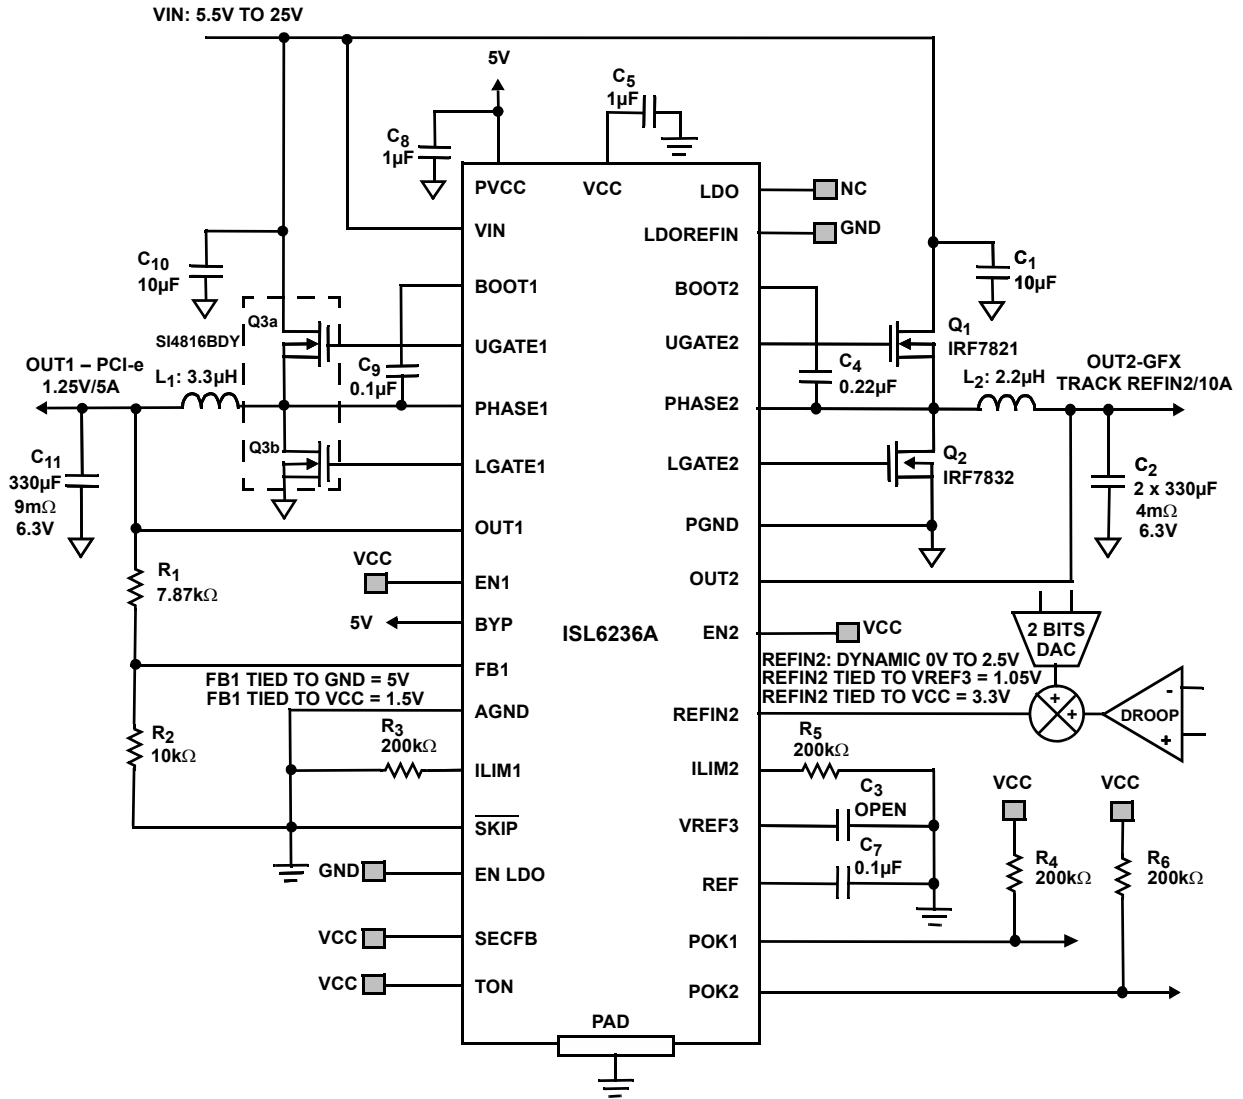 VIN: 5.5V TO 25V
5V
C5
1µF
C8
1µF
PVCC
VCC
LDO
NC
VIN
LDOREFIN
GND
C10
10µF
C1
10µF
BOOT1
BOOT2
Q3a
SI4816BDY
UGATE1
UGATE2
Q1
IRF7821
OUT1 – PCI-e
1.25V/5A
L1: 3.3µH
C9
0.1µF
C4
0.22µF
OUT2-GFX
TRACK REFIN2/10A
L2: 2.2µH
PHASE1
PHASE2
Q3b
LGATE1
LGATE2
Q2
IRF7832
C11
330µF
9mΩ
6.3V
C2
2 x 330µF
4mΩ
6.3V
OUT1
PGND
VCC
EN1
OUT2
R1
7.87kΩ
5V
BYP
ISL6236A
EN2
VCC
2 BITS
DAC
FB1
FB1 TIED TO GND = 5V
FB1 TIED TO VCC = 1.5V
REFIN2: DYNAMIC 0V TO 2.5V
REFIN2 TIED TO VREF3 = 1.05V
REFIN2 TIED TO VCC = 3.3V
AGND
REFIN2
+
+
DROOP
-
+
R2
10kΩ
R3
200kΩ
ILIM1
R5
200kΩ
ILIM2
C3
OPEN
VCC
VCC
SKIP
VREF3
C7
0.1µF
R4
200kΩ
R6
200kΩ
GND
EN LDO
REF
VCC
SECFB
POK1
VCC
TON
POK2
PAD